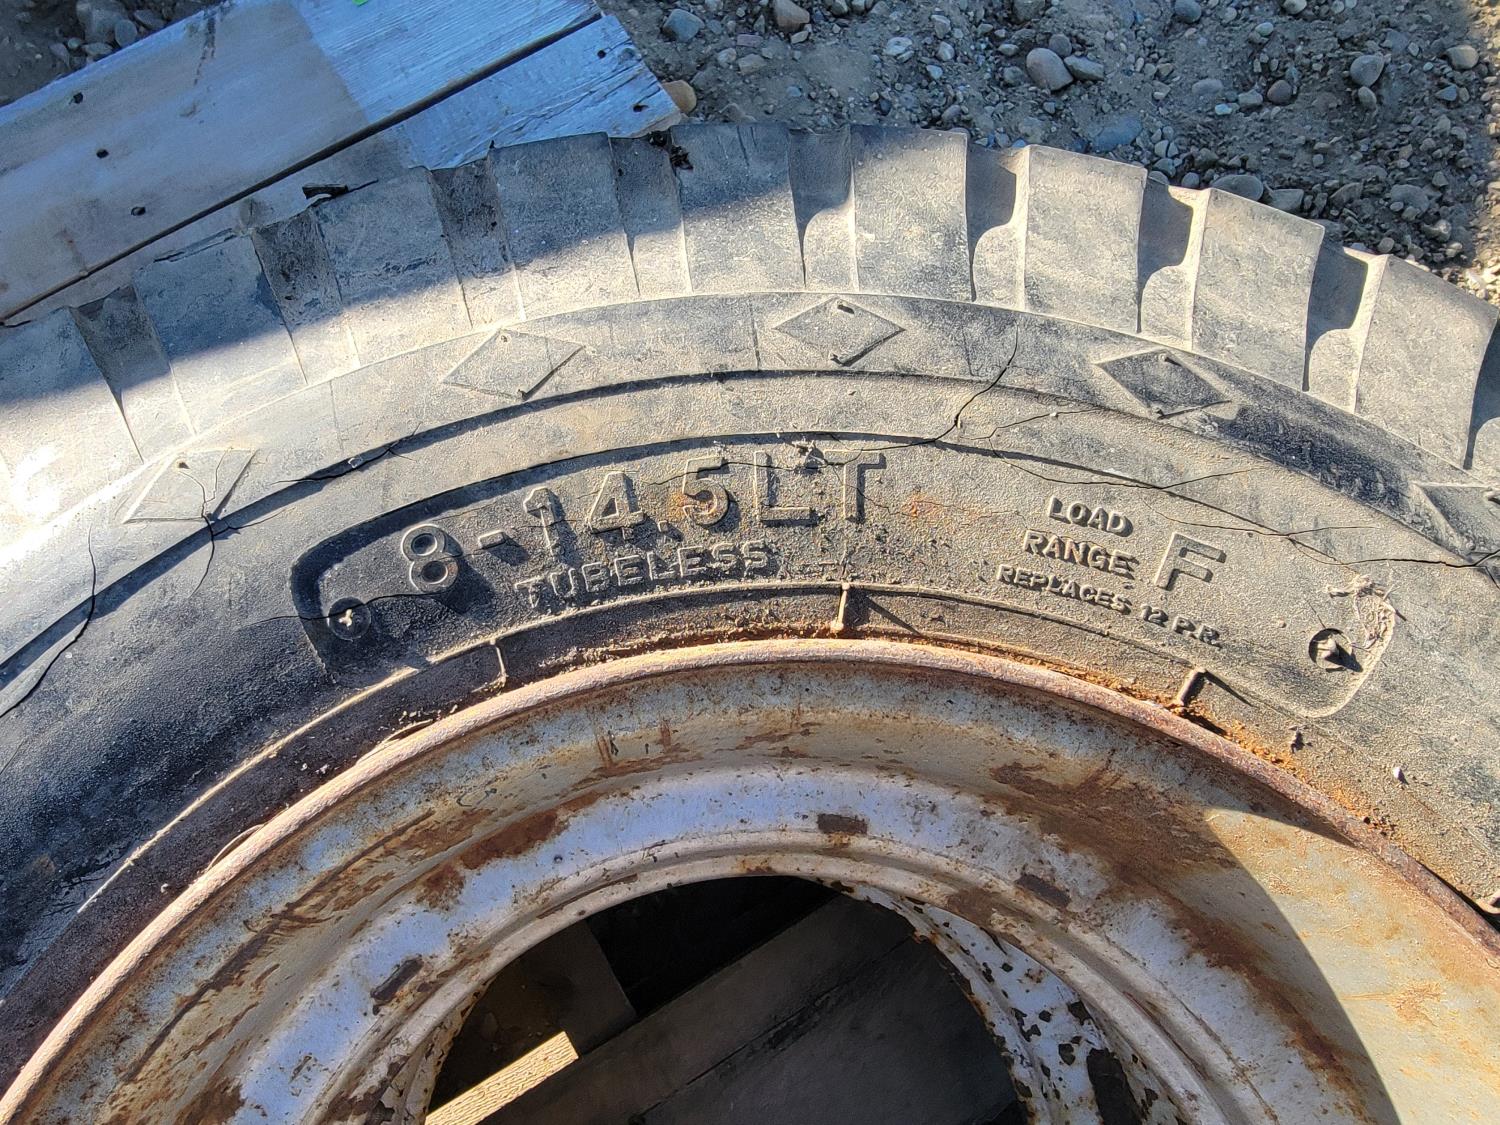 8-14.5LT
TUBELESS
LOAD
RANGE F
REPLACES 12 P.R.